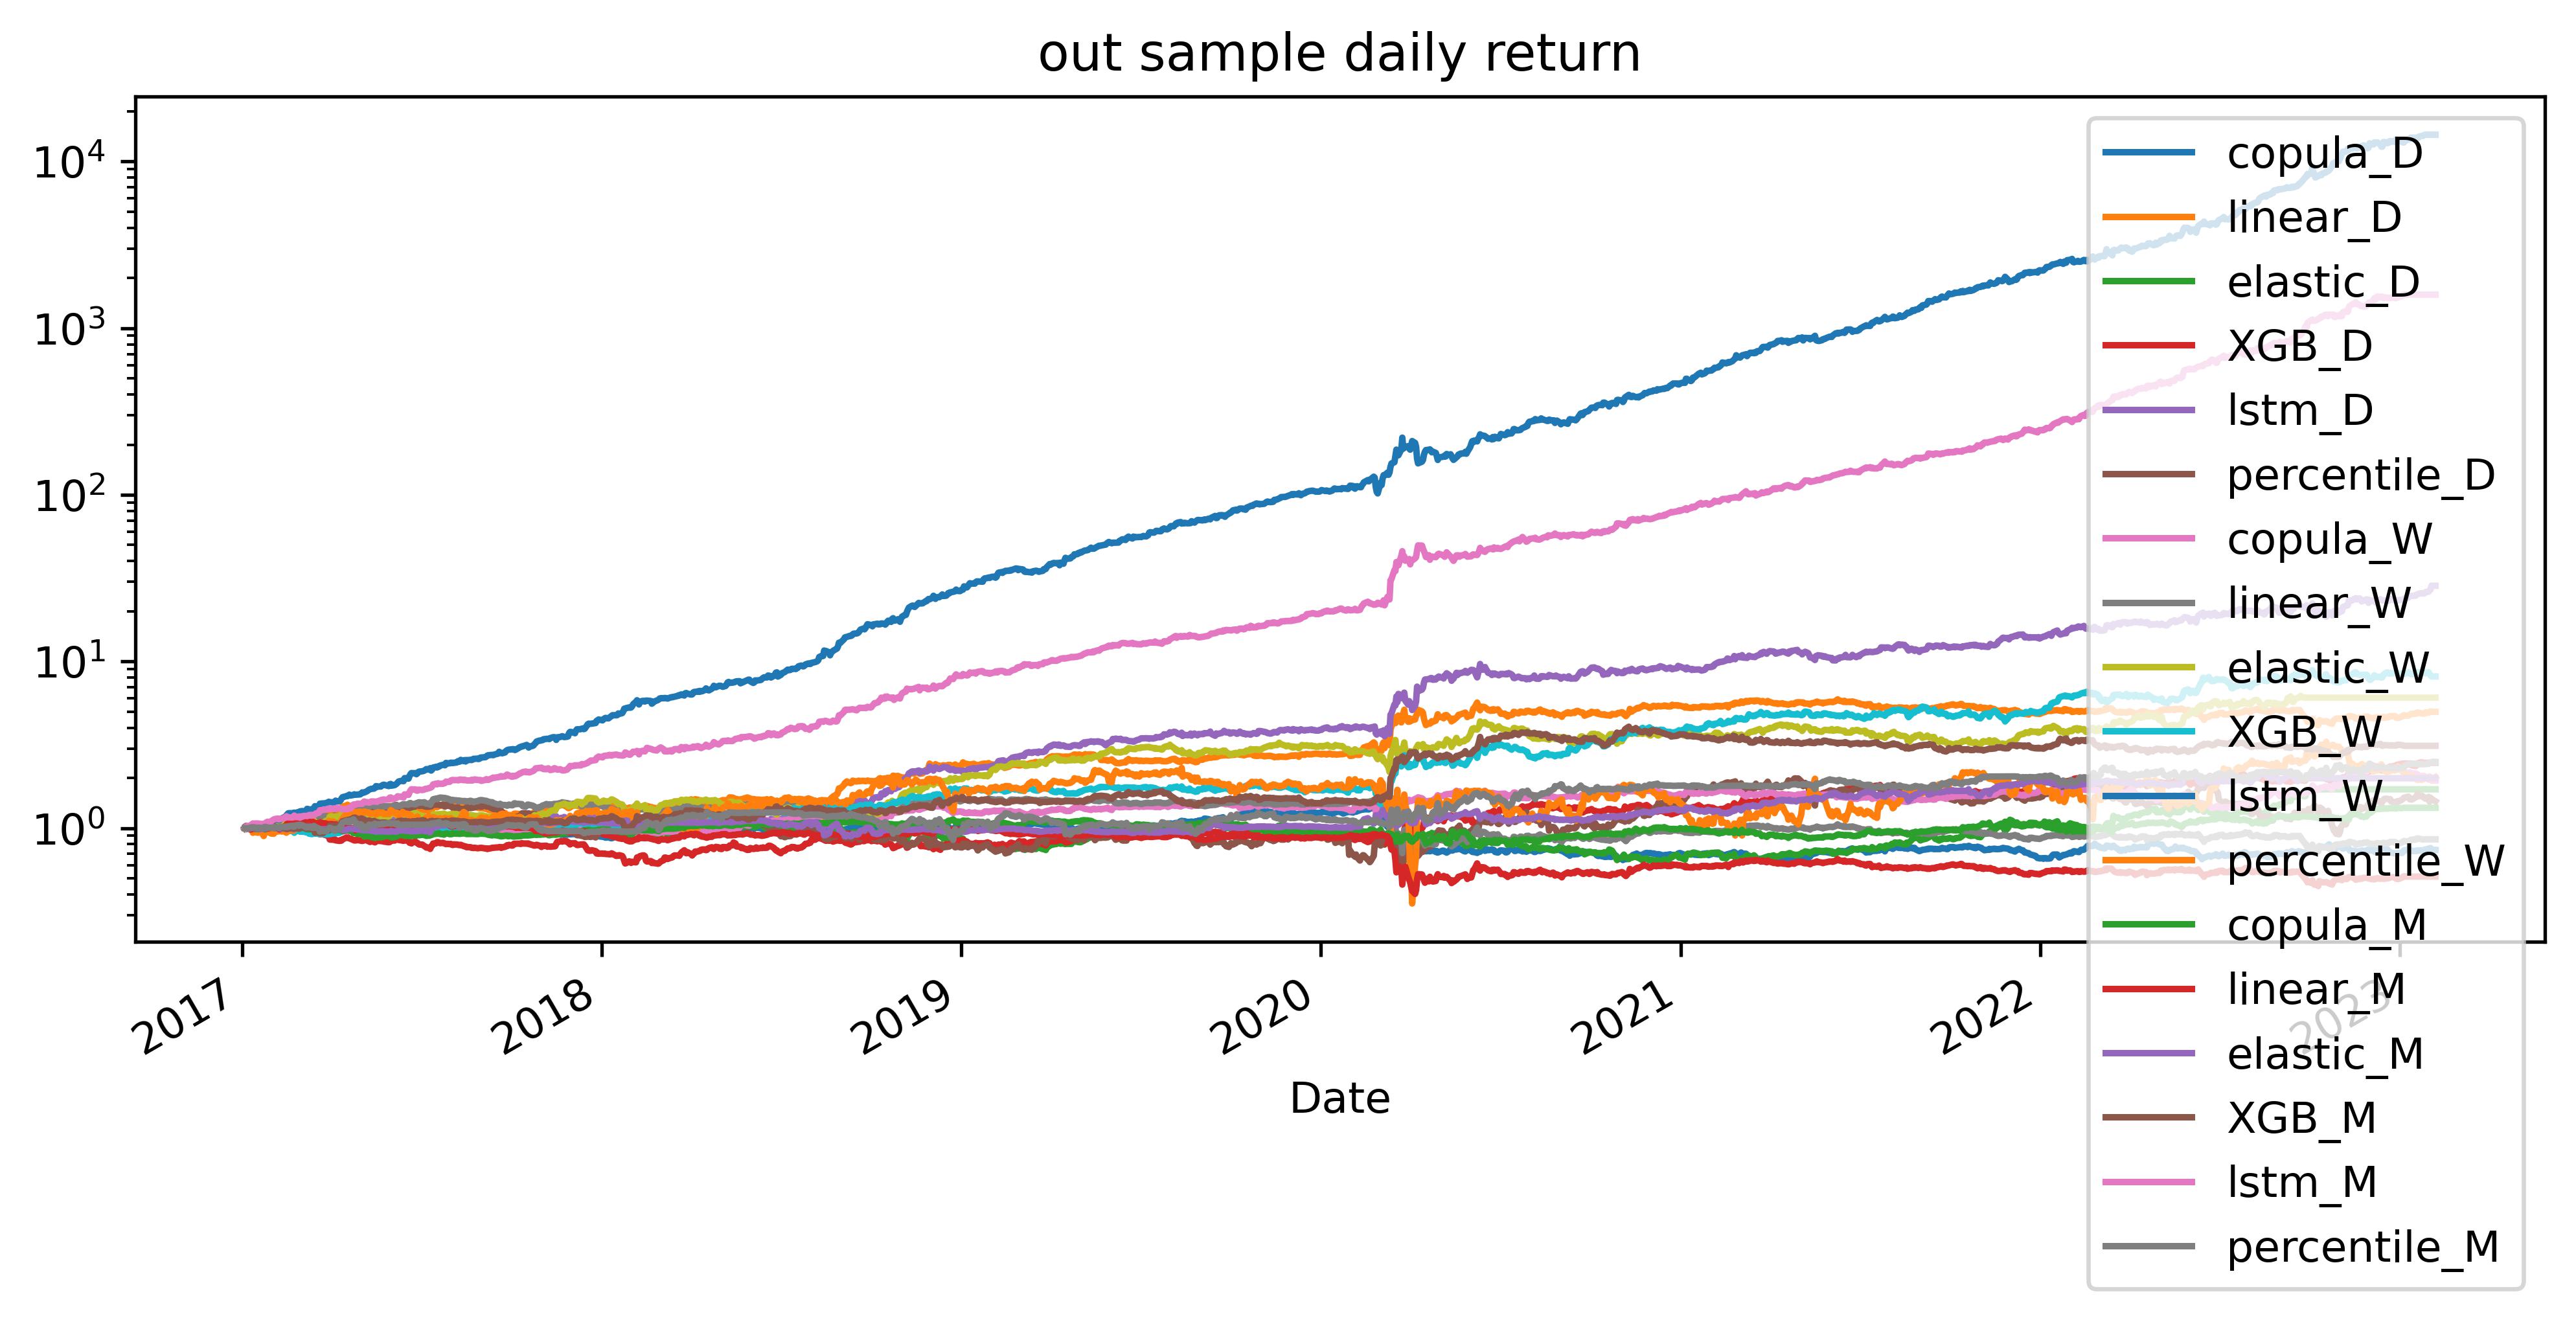 out sample daily return
10^4
10^3
10^2
10^1
10^0
2017
2018
2019
2020
2021
2022
2023
Date
copula_D
linear_D
elastic_D
XGB_D
lstm_D
percentile_D
copula_W
linear_W
elastic_W
XGB_W
lstm_W
percentile_W
copula_M
linear_M
elastic_M
XGB_M
lstm_M
percentile_M